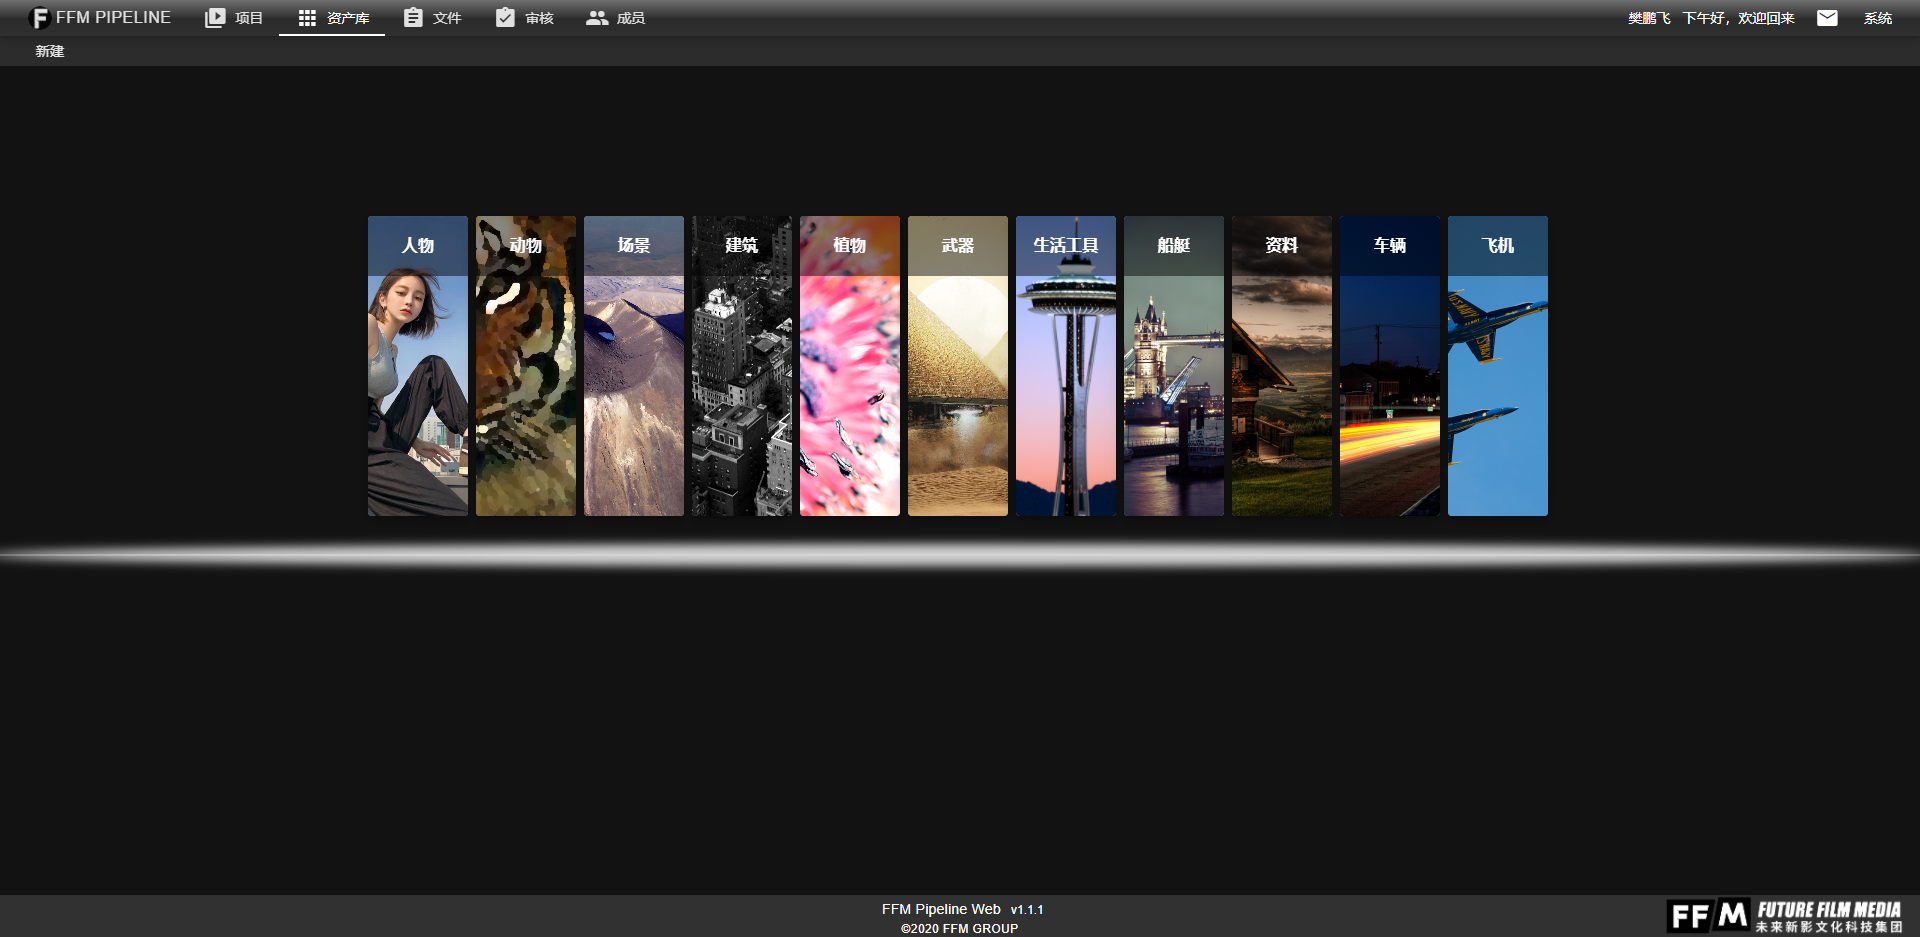 FFM PIPELINE 项目 资产库 文件 审核 成员 樊鹏飞 下午好，欢迎回来 系统
新建
人物 动物 场景 建筑 植物 武器 生活工具 船艇 资料 车辆 飞机
FFM Pipeline Web v1.1.1
©2020 FFM GROUP
FFM FUTURE FILM MEDIA
未来新影文化科技集团